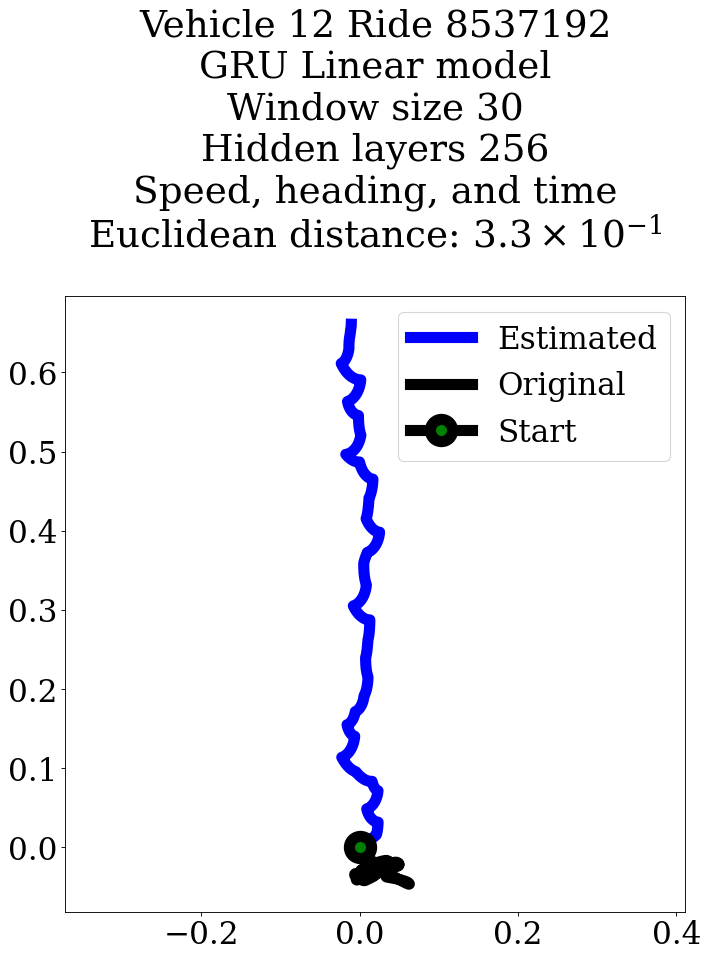 Vehicle 12 Ride 8537192
GRU Linear model
Window size 30
Hidden layers 256
Speed, heading, and time
Euclidean distance: 3.3 × 10⁻¹
Estimated
Original
Start
0.6
0.5
0.4
0.3
0.2
0.1
0.0
−0.2 0.0 0.2 0.4